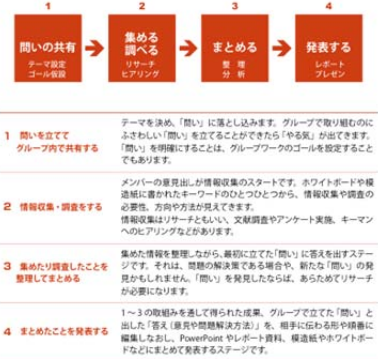 1
2
3
4
問いの共有
テーマ設定
ゴール仮設
集める
調べる
リサーチ
ヒアリング
まとめる
整 理
分 析
発表する
レポート
プレゼン
1 問いを立てて
グループ内で共有する
テーマを決め、「問い」に落とし込みます。グループで取り組むのに
ふさわしい「問い」を立てることができたら「やる気」が出てきます。
「問い」を明確にすることは、グループワークのゴールを設定すること
でもあります。
2 情報収集・調査をする
メンバーの意見出しが情報収集のスタートです。ホワイトボードや模
造紙に書かれたキーワードのひとつひとつから、情報収集や調査の
必要性、方向や方法が見えてきます。
情報収集はリサーチともいい、文献調査やアンケート実施、キーマン
へのヒアリングなどがあります。
3 集めたり調査したことを
整理してまとめる
集めた情報を整理しながら、最初に立てた「問い」に答えを出すステー
ジです。それは、問題の解決策である場合や、新たな「問い」の発
見かもしれません。「問い」を発見したならば、あらためてリサーチ
が必要になります。
4 まとめたことを発表する
1～3の取組みを通して得られた成果、グループで立てた「問い」と
出した「答え（意見や問題解決方法）」を、相手に伝わる形や順番に
編集しなおし、PowerPoint やレポート資料、模造紙やホワイトボー
ドなどにまとめて発表するステージです。